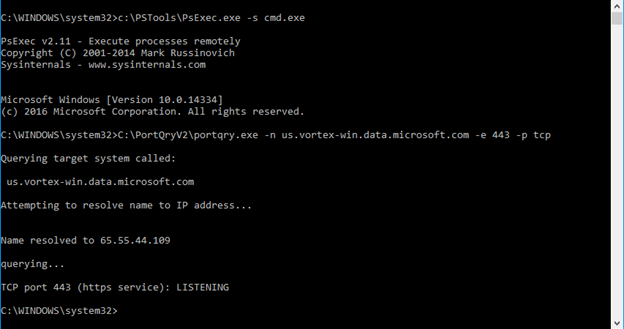 C:\WINDOWS\system32>c:\PSTools\PsExec.exe -s cmd.exe
PsExec v2.11 - Execute processes remotely
Copyright (C) 2001-2014 Mark Russinovich
Sysinternals - www.sysinternals.com
Microsoft Windows [Version 10.0.14334]
(c) 2016 Microsoft Corporation. All rights reserved.
C:\WINDOWS\system32>C:\PortQryV2\portqry.exe -n us.vortex-win.data.microsoft.com -e 443 -p tcp
Querying target system called:
us.vortex-win.data.microsoft.com
Attempting to resolve name to IP address...
Name resolved to 65.55.44.109
querying...
TCP port 443 (https service): LISTENING
C:\WINDOWS\system32>